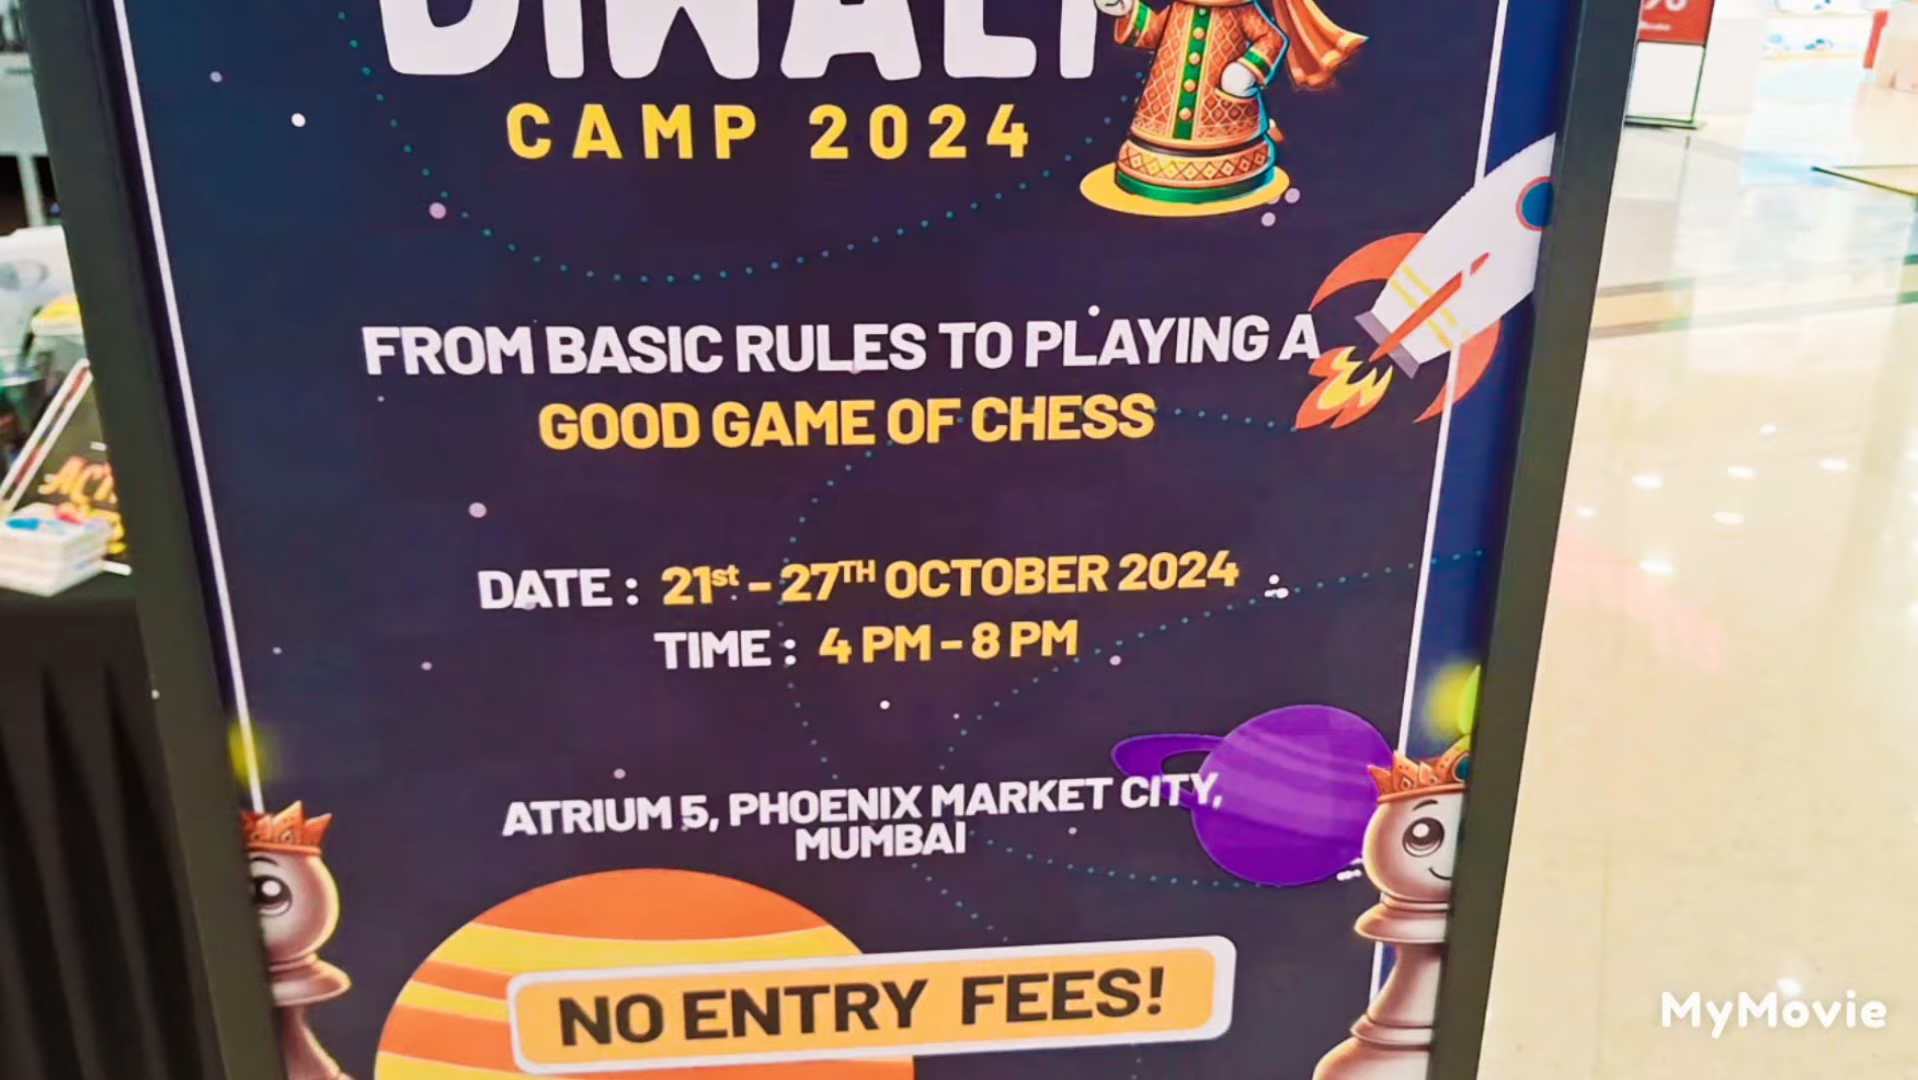 DIWALI
CAMP 2024
FROM BASIC RULES TO PLAYING A
GOOD GAME OF CHESS
DATE : 21st - 27TH OCTOBER 2024
TIME : 4 PM - 8 PM
ATRIUM 5, PHOENIX MARKET CITY,
MUMBAI
NO ENTRY FEES!
MyMovie